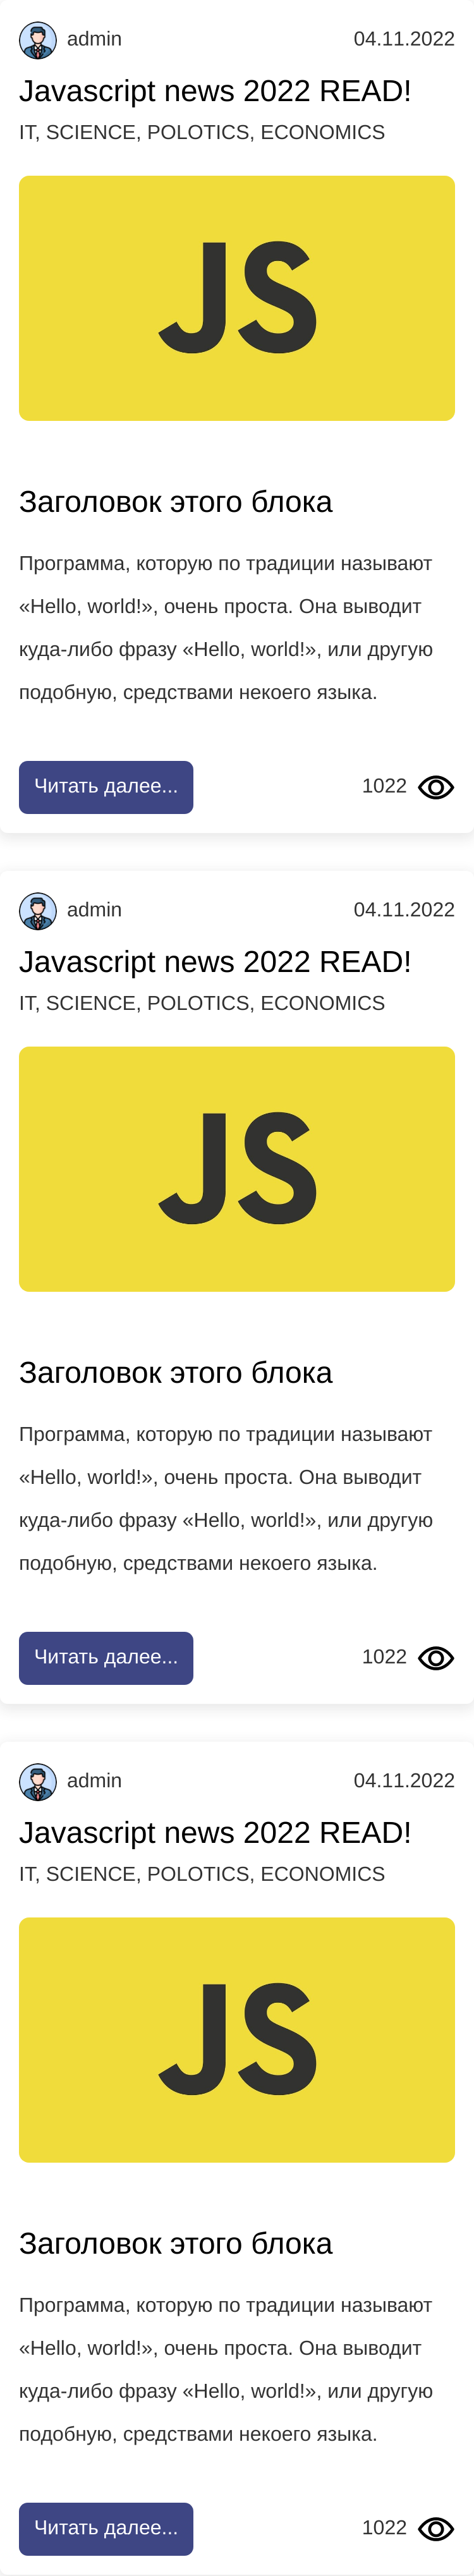 admin 04.11.2022
Javascript news 2022 READ!
IT, SCIENCE, POLOTICS, ECONOMICS
JS
Заголовок этого блока
Программа, которую по традиции называют
«Hello, world!», очень проста. Она выводит
куда-либо фразу «Hello, world!», или другую
подобную, средствами некоего языка.
Читать далее... 1022
admin 04.11.2022
Javascript news 2022 READ!
IT, SCIENCE, POLOTICS, ECONOMICS
JS
Заголовок этого блока
Программа, которую по традиции называют
«Hello, world!», очень проста. Она выводит
куда-либо фразу «Hello, world!», или другую
подобную, средствами некоего языка.
Читать далее... 1022
admin 04.11.2022
Javascript news 2022 READ!
IT, SCIENCE, POLOTICS, ECONOMICS
JS
Заголовок этого блока
Программа, которую по традиции называют
«Hello, world!», очень проста. Она выводит
куда-либо фразу «Hello, world!», или другую
подобную, средствами некоего языка.
Читать далее... 1022